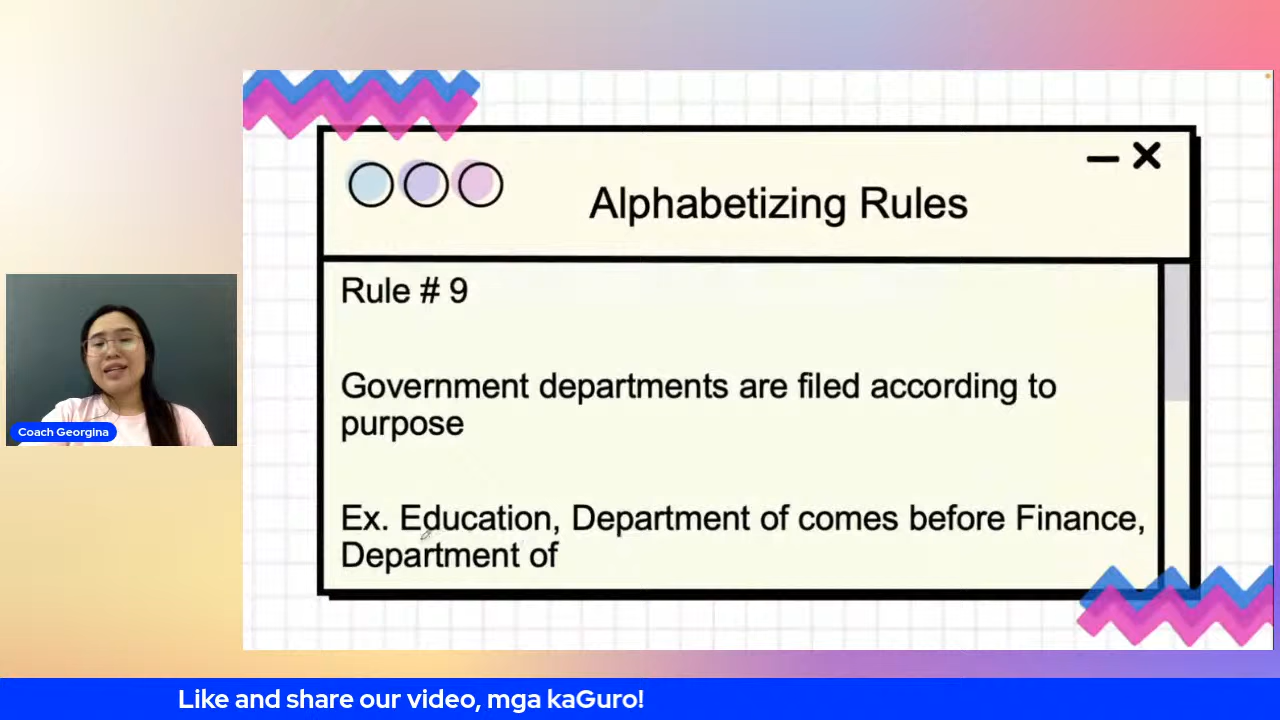 Alphabetizing Rules
Rule # 9
Government departments are filed according to
purpose
Ex. Education, Department of comes before Finance,
Department of
Coach Georgina
Like and share our video, mga kaGuro!